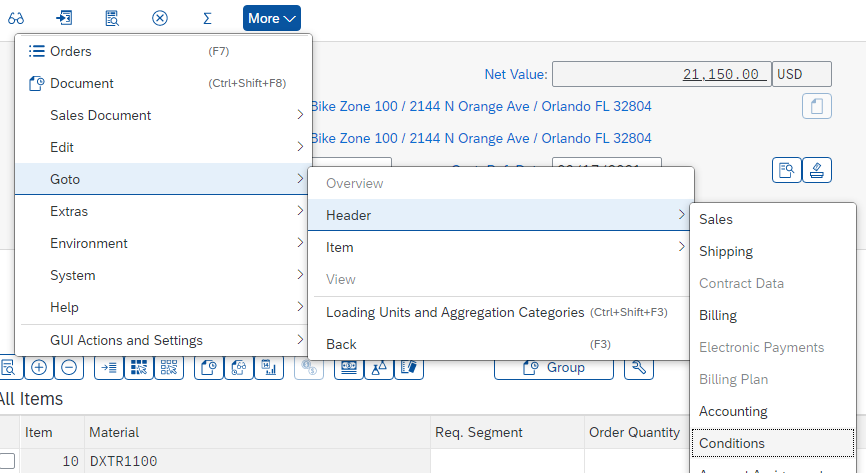 More
Orders (F7)
Document (Ctrl+Shift+F8)
Sales Document
Edit
Goto
Extras
Environment
System
Help
GUI Actions and Settings
Net Value: 21,150.00 USD
Bike Zone 100 / 2144 N Orange Ave / Orlando FL 32804
Bike Zone 100 / 2144 N Orange Ave / Orlando FL 32804
Overview
Header
Item
View
Loading Units and Aggregation Categories (Ctrl+Shift+F3)
Back (F3)
Sales
Shipping
Contract Data
Billing
Electronic Payments
Billing Plan
Accounting
Conditions
Group
All Items
Item Material Req. Segment Order Quantity
10 DXTR1100